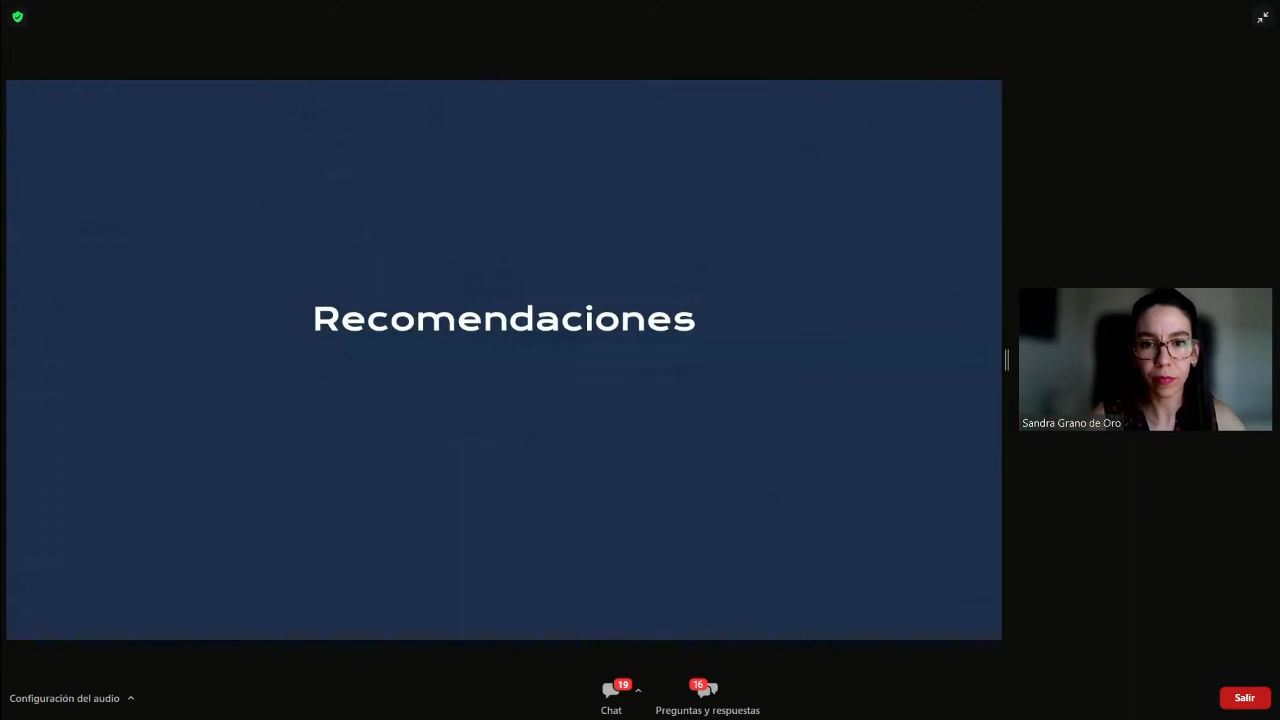 Recomendaciones
Sandra Grano de Oro
Configuración del audio
19
Chat
16
Preguntas y respuestas
Salir